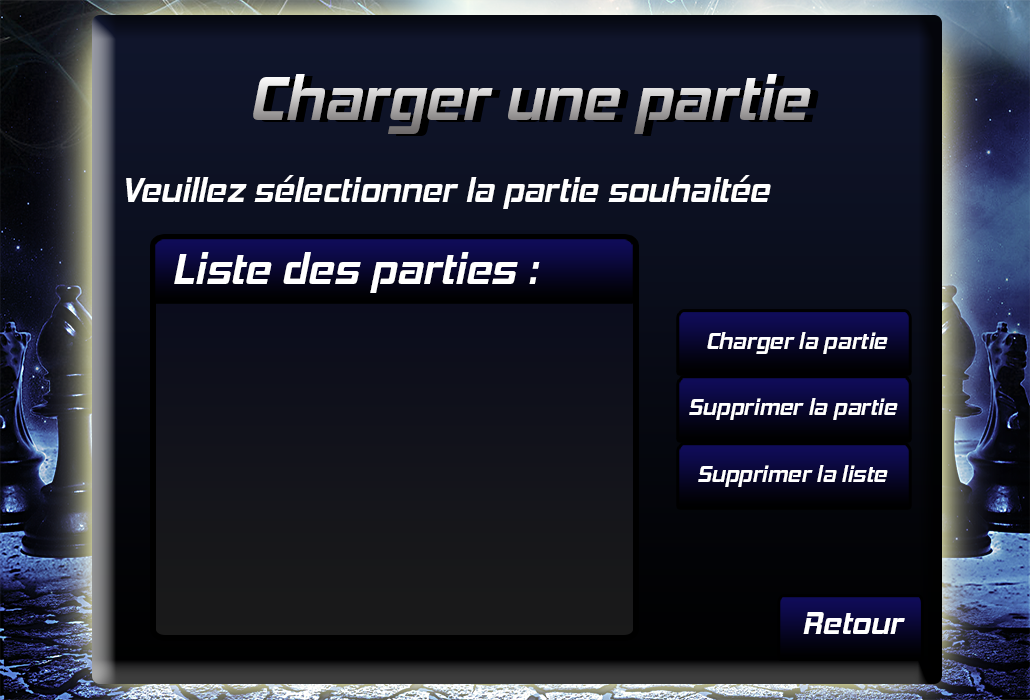 Charger une partie
Veuillez sélectionner la partie souhaitée
Liste des parties :
Charger la partie
Supprimer la partie
Supprimer la liste
Retour